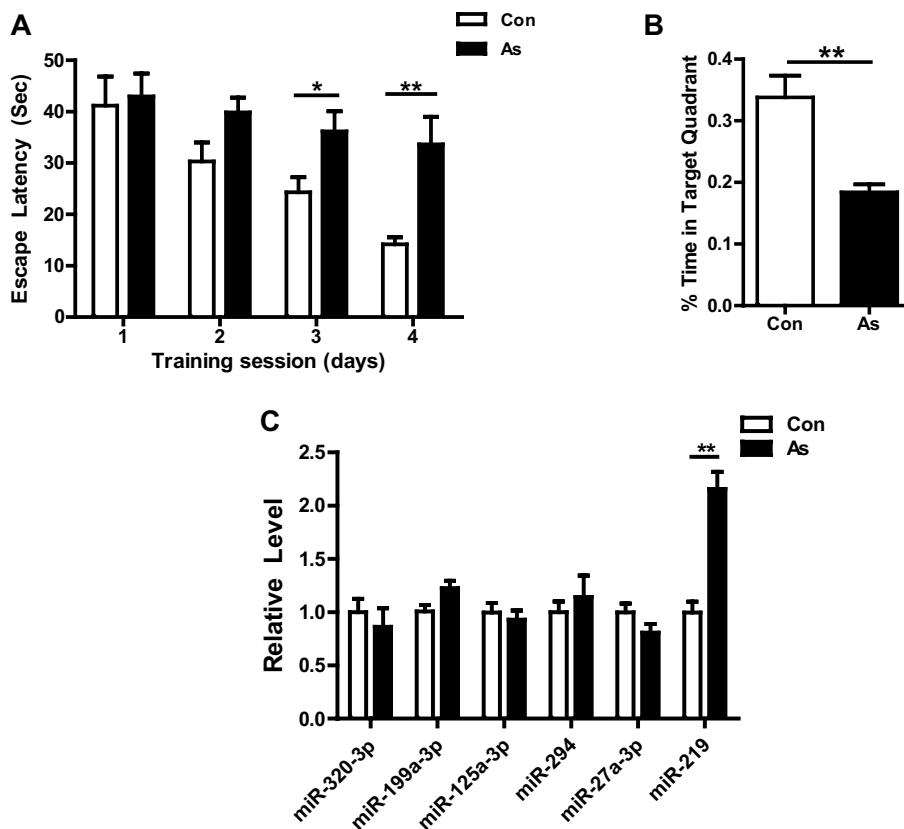 A
Con
As
Escape Latency (Sec)
50
40
30
20
10
0
*
**
1 2 3 4
Training session (days)
B
% Time in Target Quadrant
0.4
0.3
0.2
0.1
0.0
**
Con As
C
Con
As
Relative Level
2.5
2.0
1.5
1.0
0.5
0.0
**
miR-320-3p
miR-199a-3p
miR-125a-3p
miR-294
miR-27a-3p
miR-219